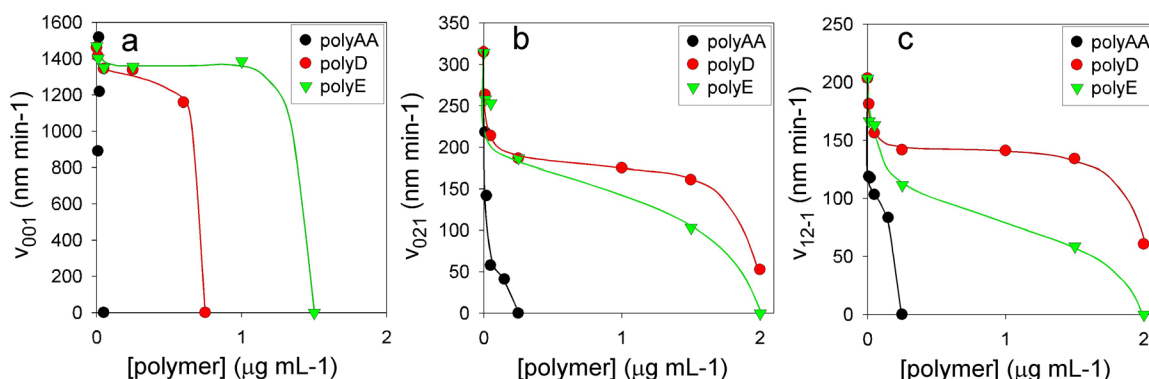 a
polyAA
polyD
polyE
1600
1400
1200
1000
800
600
400
200
0
v001 (nm min-1)
0
1
2
[polymer] (μg mL-1)
b
polyAA
polyD
polyE
350
300
250
200
150
100
50
0
v021 (nm min-1)
0
1
2
[polymer] (μg mL-1)
c
polyAA
polyD
polyE
250
200
150
100
50
0
v12-1 (nm min-1)
0
1
2
[polymer] (μg mL-1)